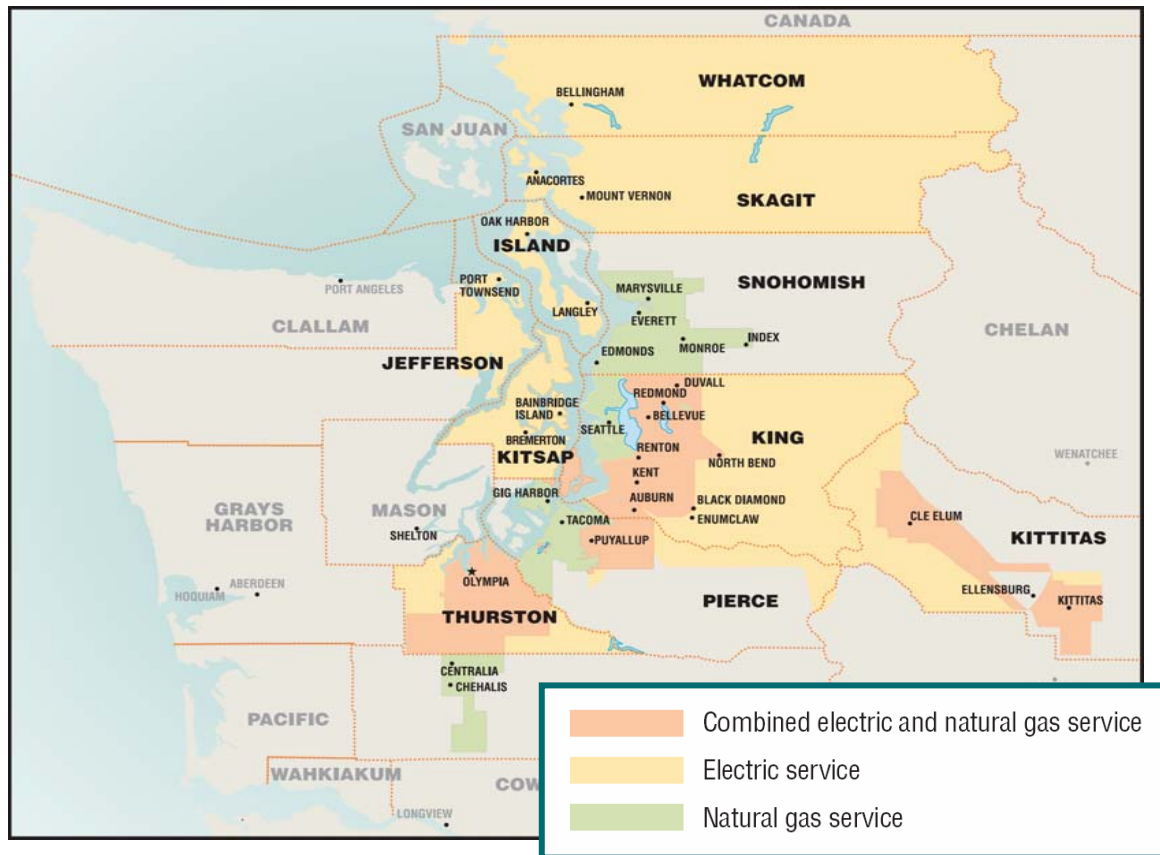 CANADA
WHATCOM
BELLINGHAM
SAN JUAN
ANACORTES
MOUNT VERNON
SKAGIT
OAK HARBOR
ISLAND
PORT
TOWNSEND
PORT ANGELES
MARYSVILLE
SNOHOMISH
LANGLEY
EVERETT
CLALLAM
CHELAN
INDEX
MONROE
EDMONDS
JEFFERSON
DUVALL
REDMOND
BAINBRIDGE
ISLAND
BELLEVUE
SEATTLE
KING
BREMERTON
KITSAP
RENTON
NORTH BEND
WENATCHEE
KENT
GIG HARBOR
AUBURN
BLACK DIAMOND
ENUMCLAW
GRAYS
HARBOR
MASON
SHELTON
TACOMA
CLE ELUM
PUYALLUP
KITTITAS
OLYMPIA
ABERDEEN
HOQUIAM
ELLENSBURG
KITTITAS
PIERCE
THURSTON
CENTRALIA
CHEHALIS
PACIFIC
WAHKIAKUM
COW
LONGVIEW
Combined electric and natural gas service
Electric service
Natural gas service